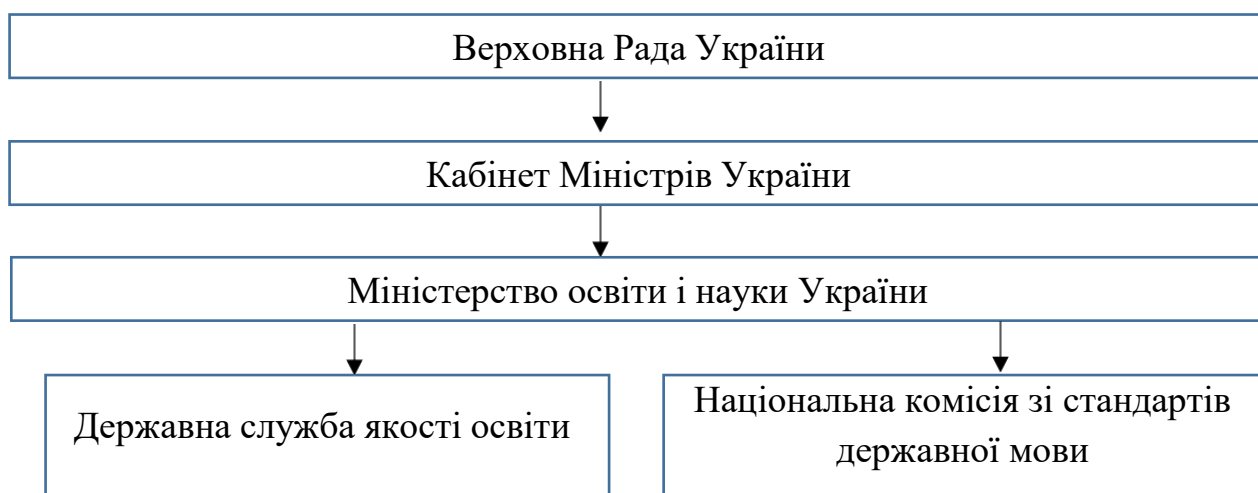 Верховна Рада України
Кабінет Міністрів України
Міністерство освіти і науки України
Державна служба якості освіти
Національна комісія зі стандартів
державної мови